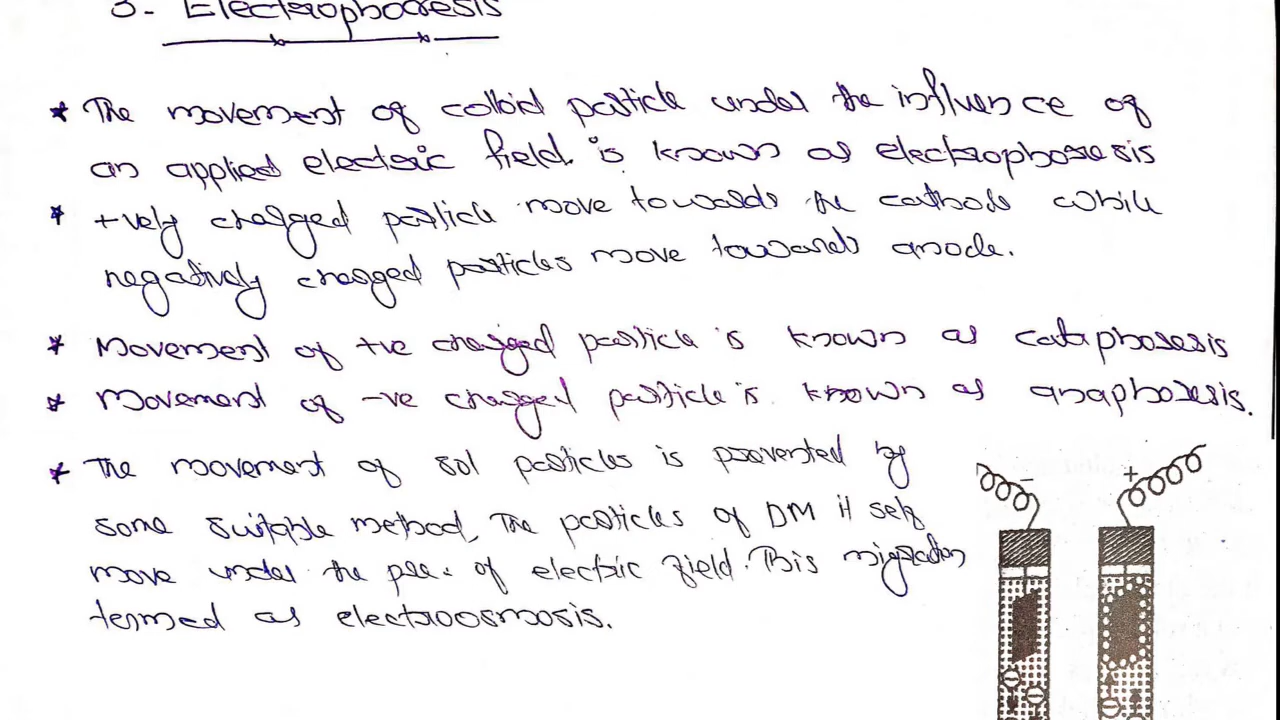 3. Electrophoresis
* The movement of colloid particle under the influence of
an applied electric field. is known as electrophoresis
* +vely charged particle move towards the cathode while
negatively charged particles move towards anode.
* Movement of +ve charged particle is known as cataphoresis
* Movement of -ve charged particle is known as anaphoresis.
* The movement of sol particles is prevented by
some suitable method, The particles of DM it self
move under the of electric field. This migration
termed as electroosmosis.
- +